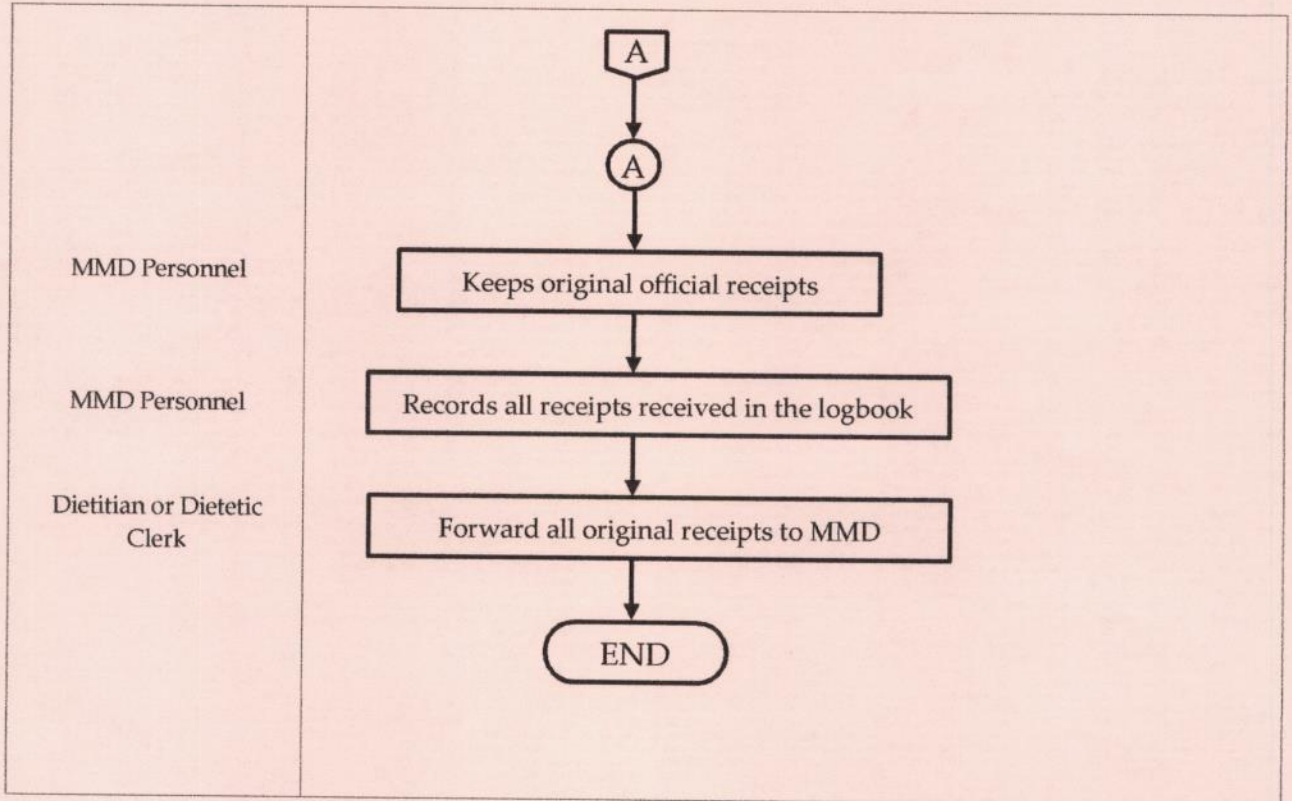 A
A
MMD Personnel
Keeps original official receipts
MMD Personnel
Records all receipts received in the logbook
Dietitian or Dietetic
Clerk
Forward all original receipts to MMD
END